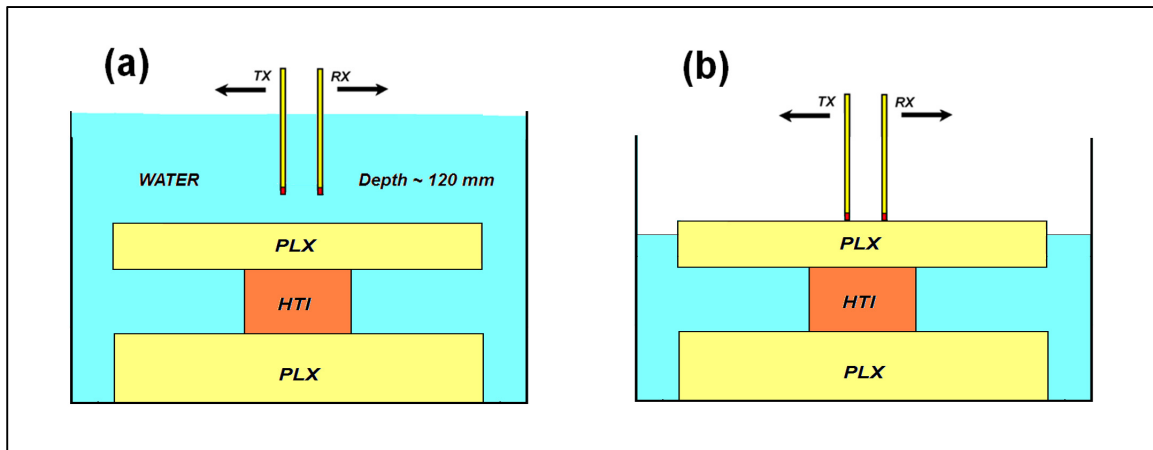 (a)
TX RX
WATER Depth ~ 120 mm
PLX
HTI
PLX
(b)
TX RX
PLX
HTI
PLX